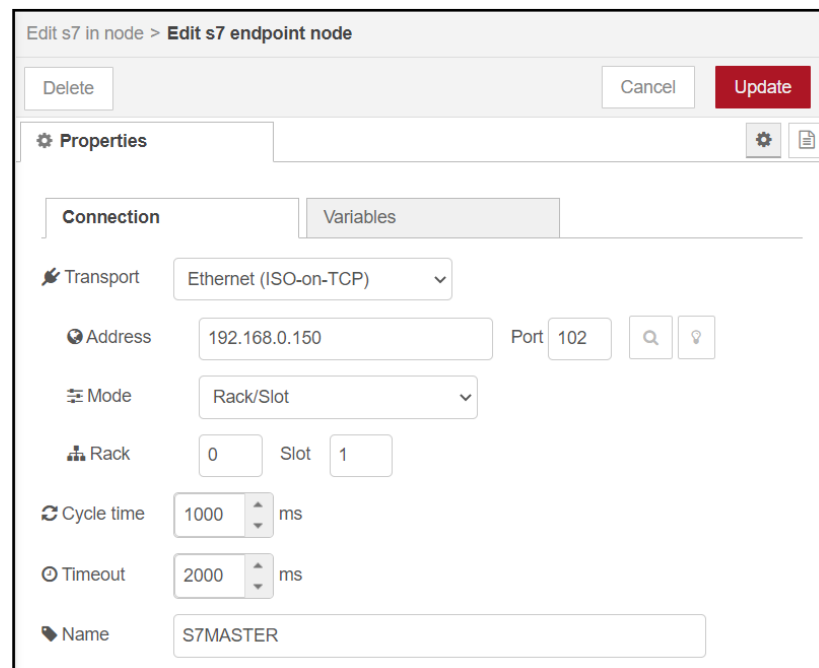 Edit s7 in node > Edit s7 endpoint node
Delete Cancel Update
Properties
Connection Variables
Transport Ethernet (ISO-on-TCP)
Address 192.168.0.150 Port 102
Mode Rack/Slot
Rack 0 Slot 1
Cycle time 1000 ms
Timeout 2000 ms
Name S7MASTER